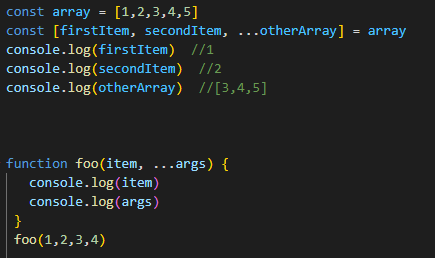 const array = [1,2,3,4,5]
const [firstItem, secondItem, ...otherArray] = array
console.log(firstItem)  //1
console.log(secondItem)  //2
console.log(otherArray)  //[3,4,5]
function foo(item, ...args) {
console.log(item)
console.log(args)
}
foo(1,2,3,4)